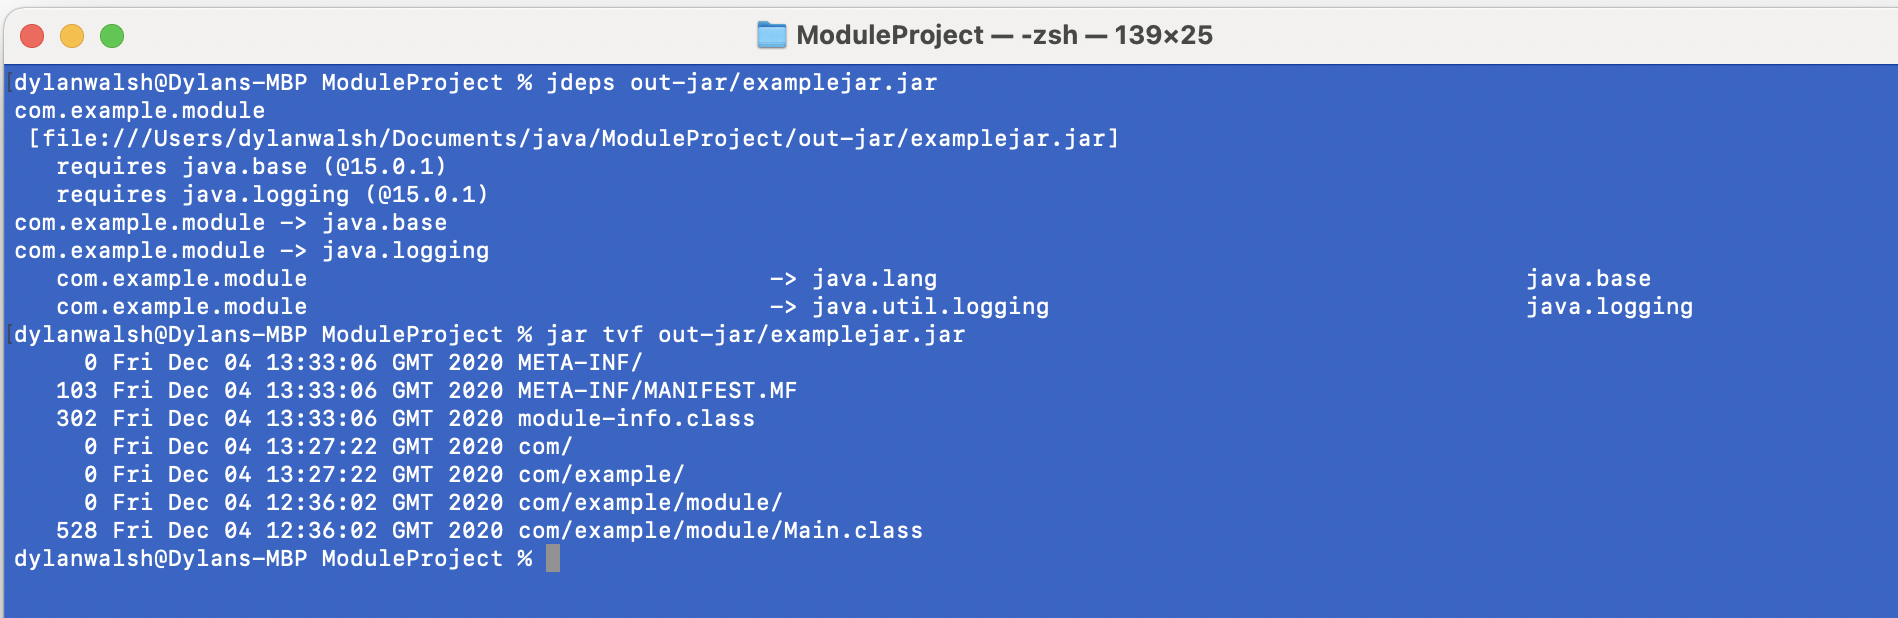 ModuleProject — -zsh — 139×25
[dylanwalsh@Dylans-MBP ModuleProject % jdeps out-jar/examplejar.jar
com.example.module
 [file:///Users/dylanwalsh/Documents/java/ModuleProject/out-jar/examplejar.jar]
   requires java.base (@15.0.1)
   requires java.logging (@15.0.1)
com.example.module -> java.base
com.example.module -> java.logging
   com.example.module                                 -> java.lang                                          java.base
   com.example.module                                 -> java.util.logging                                  java.logging
[dylanwalsh@Dylans-MBP ModuleProject % jar tvf out-jar/examplejar.jar
     0 Fri Dec 04 13:33:06 GMT 2020 META-INF/
   103 Fri Dec 04 13:33:06 GMT 2020 META-INF/MANIFEST.MF
   302 Fri Dec 04 13:33:06 GMT 2020 module-info.class
     0 Fri Dec 04 13:27:22 GMT 2020 com/
     0 Fri Dec 04 13:27:22 GMT 2020 com/example/
     0 Fri Dec 04 12:36:02 GMT 2020 com/example/module/
   528 Fri Dec 04 12:36:02 GMT 2020 com/example/module/Main.class
dylanwalsh@Dylans-MBP ModuleProject %